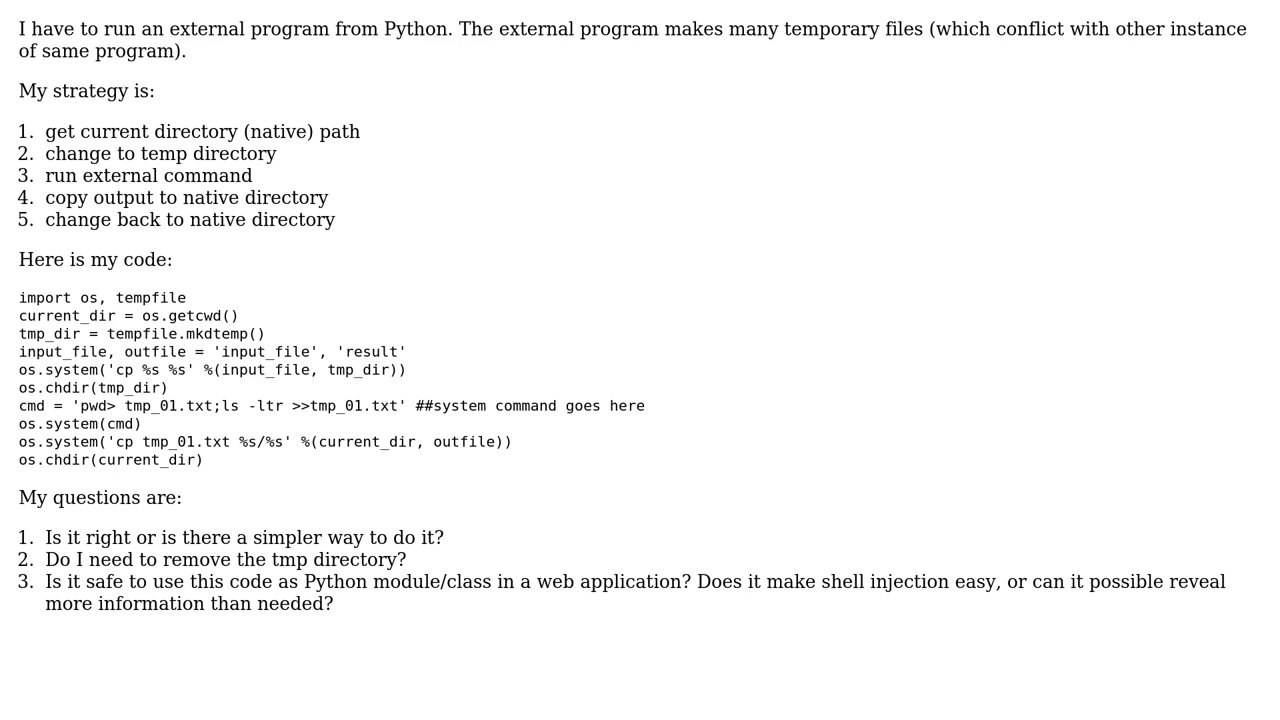 I have to run an external program from Python. The external program makes many temporary files (which conflict with other instance
of same program).
My strategy is:
1. get current directory (native) path
2. change to temp directory
3. run external command
4. copy output to native directory
5. change back to native directory
Here is my code:
import os, tempfile
current_dir = os.getcwd()
tmp_dir = tempfile.mkdtemp()
input_file, outfile = 'input_file', 'result'
os.system('cp %s %s' %(input_file, tmp_dir))
os.chdir(tmp_dir)
cmd = 'pwd> tmp_01.txt;ls -ltr >>tmp_01.txt' ##system command goes here
os.system(cmd)
os.system('cp tmp_01.txt %s/%s' %(current_dir, outfile))
os.chdir(current_dir)
My questions are:
1. Is it right or is there a simpler way to do it?
2. Do I need to remove the tmp directory?
3. Is it safe to use this code as Python module/class in a web application? Does it make shell injection easy, or can it possible reveal
more information than needed?